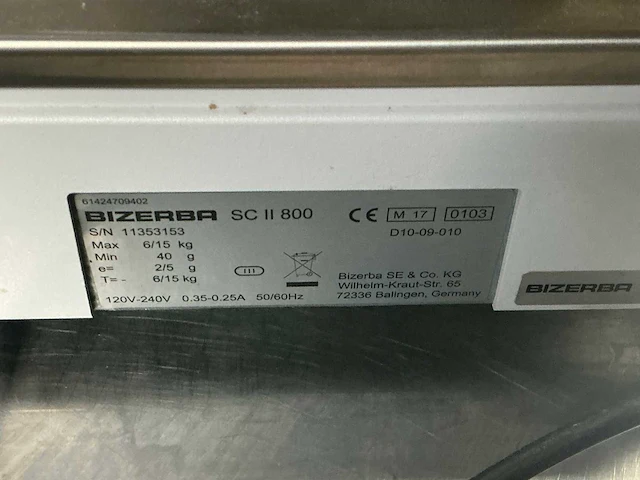 61424709402
BIZERBA SC II 800 CE M 17 0103
S/N 11353153 D10-09-010
Max 6/15 kg
Min 40 g
e= 2/5 g
T= - 6/15 kg
III
Bizerba SE & Co. KG
Wilhelm-Kraut-Str. 65
72336 Balingen, Germany
120V-240V 0.35-0.25A 50/60Hz
BIZERBA